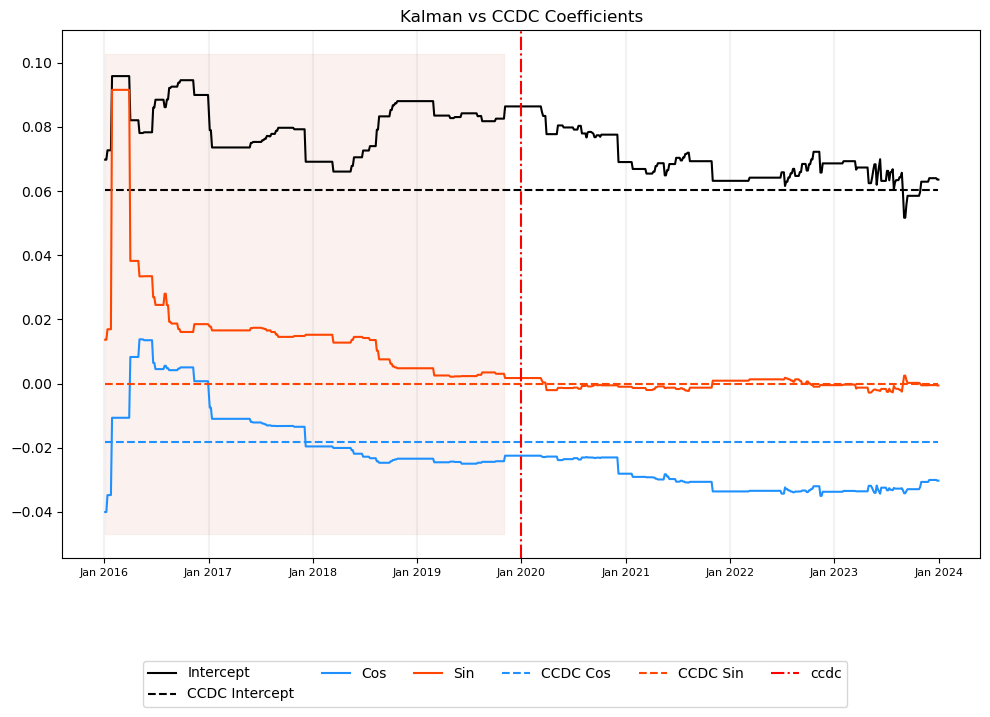 Kalman vs CCDC Coefficients
0.10
0.08
0.06
0.04
0.02
0.00
−0.02
−0.04
Jan 2016 Jan 2017 Jan 2018 Jan 2019 Jan 2020 Jan 2021 Jan 2022 Jan 2023 Jan 2024
Intercept Cos Sin CCDC Cos CCDC Sin ccdc
CCDC Intercept